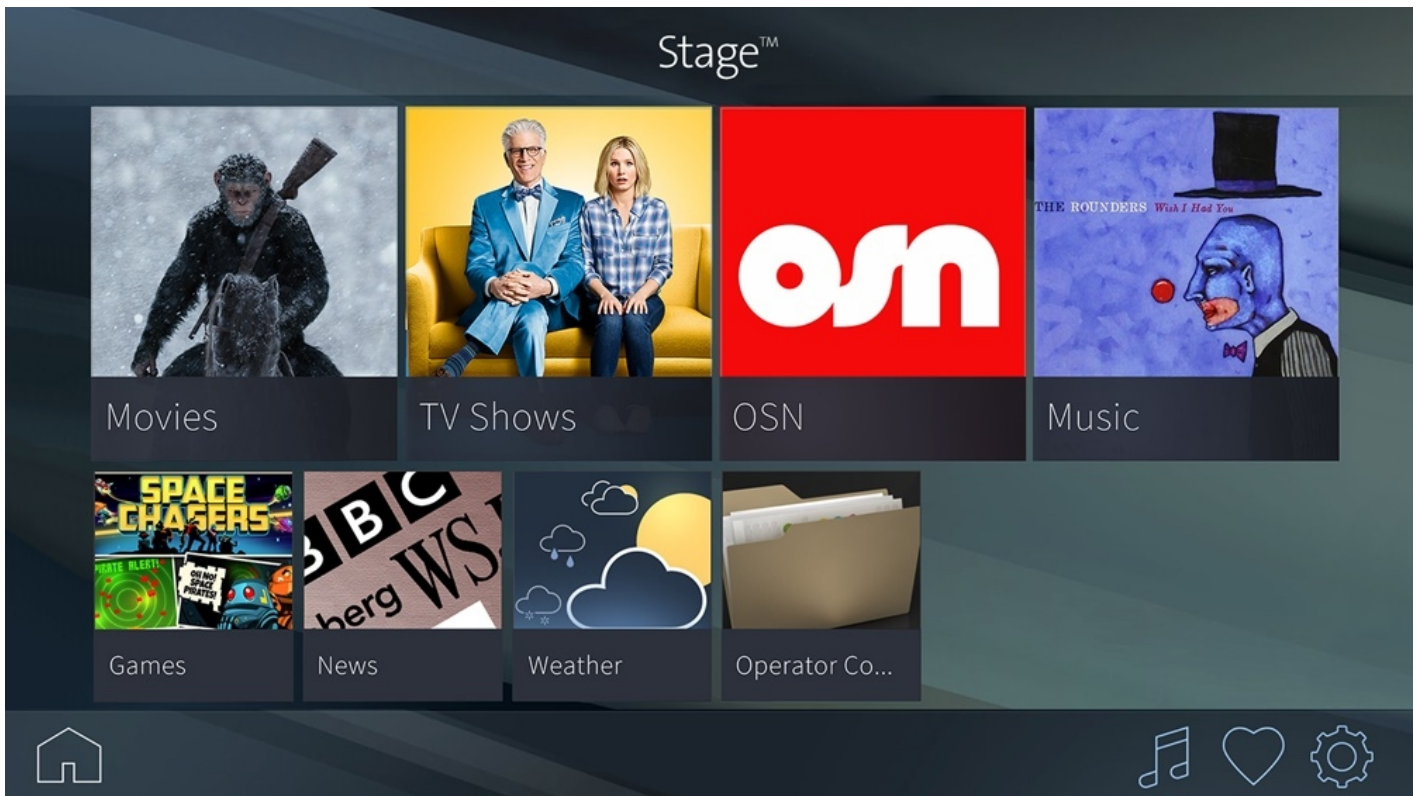 Stage™
THE ROUNDERS Wish I Had You
osn
Movies
TV Shows
OSN
Music
SPACE
CHASERS
PIRATE ALERT!
OH NO!
SPACE
PIRATES!
BBC
WS
berg
Games
News
Weather
Operator Co...